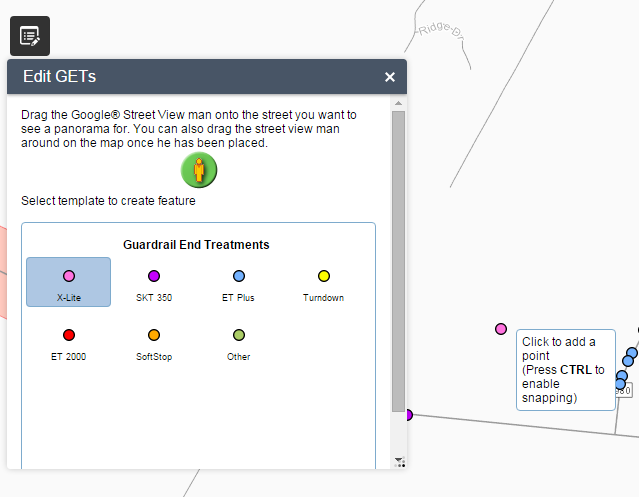 Ridge Dr
Edit GETs
Drag the Google® Street View man onto the street you want to
see a panorama for. You can also drag the street view man
around on the map once he has been placed.
Select template to create feature
Guardrail End Treatments
X-Lite
SKT 350
ET Plus
Turndown
ET 2000
SoftStop
Other
Click to add a
point
(Press CTRL to
enable
snapping)